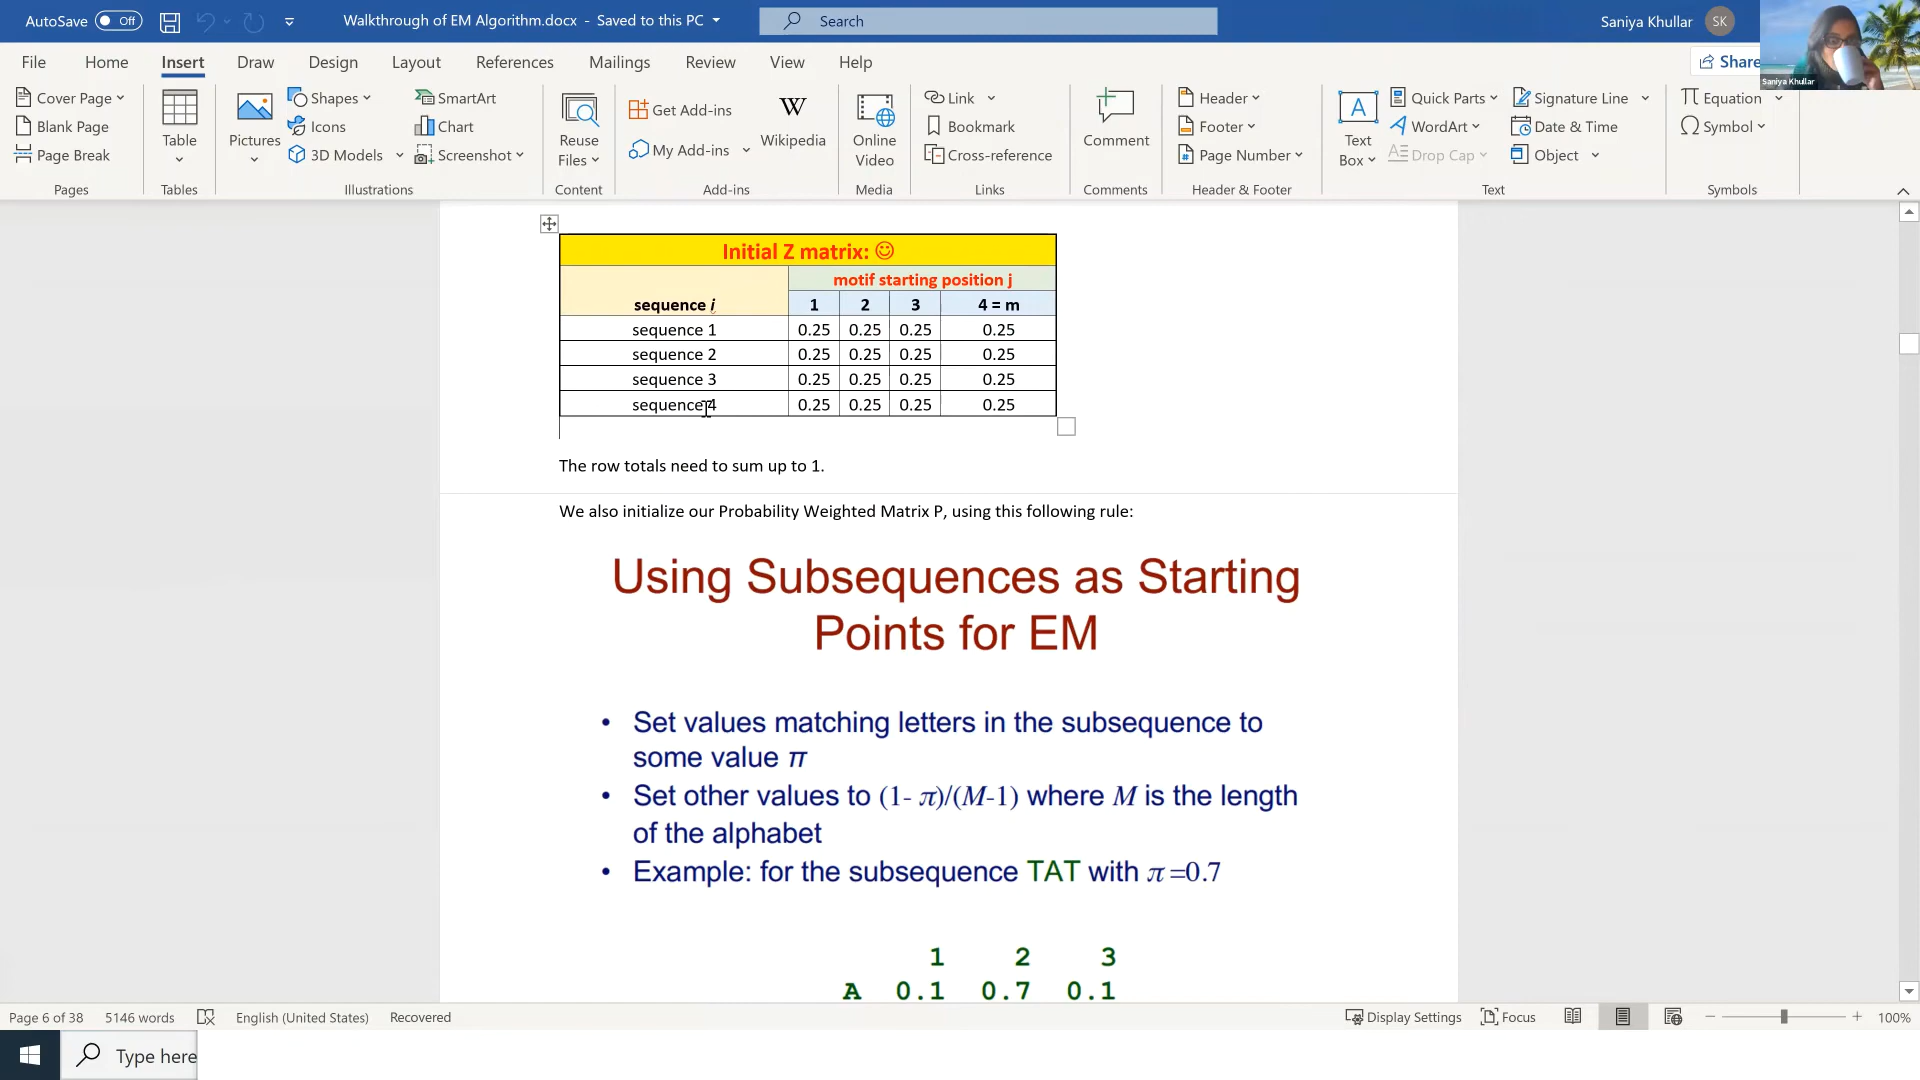 AutoSave Off Walkthrough of EM Algorithm.docx - Saved to this PC Search Saniya Khullar SK
Saniya Khullar
File Home Insert Draw Design Layout References Mailings Review View Help Share
Cover Page
Blank Page
Page Break
Pages
Table
Tables
Pictures
Shapes
Icons
3D Models
SmartArt
Chart
Screenshot
Illustrations
Reuse
Files
Content
Get Add-ins
My Add-ins
W
Wikipedia
Add-ins
Online
Video
Media
Link
Bookmark
Cross-reference
Links
Comment
Comments
Header
Footer
Page Number
Header & Footer
A
Text
Box
Quick Parts
WordArt
Drop Cap
Signature Line
Date & Time
Object
Text
π Equation
Ω Symbol
Symbols
Initial Z matrix: ☺
motif starting position j
sequence i 1 2 3 4 = m
sequence 1 0.25 0.25 0.25 0.25
sequence 2 0.25 0.25 0.25 0.25
sequence 3 0.25 0.25 0.25 0.25
sequence 4 0.25 0.25 0.25 0.25
The row totals need to sum up to 1.
We also initialize our Probability Weighted Matrix P, using this following rule:
Using Subsequences as Starting
Points for EM
• Set values matching letters in the subsequence to
some value π
• Set other values to (1- π)/(M-1) where M is the length
of the alphabet
• Example: for the subsequence TAT with π =0.7
1 2 3
A 0.1 0.7 0.1
Page 6 of 38 5146 words English (United States) Recovered Display Settings Focus 100%
Type here